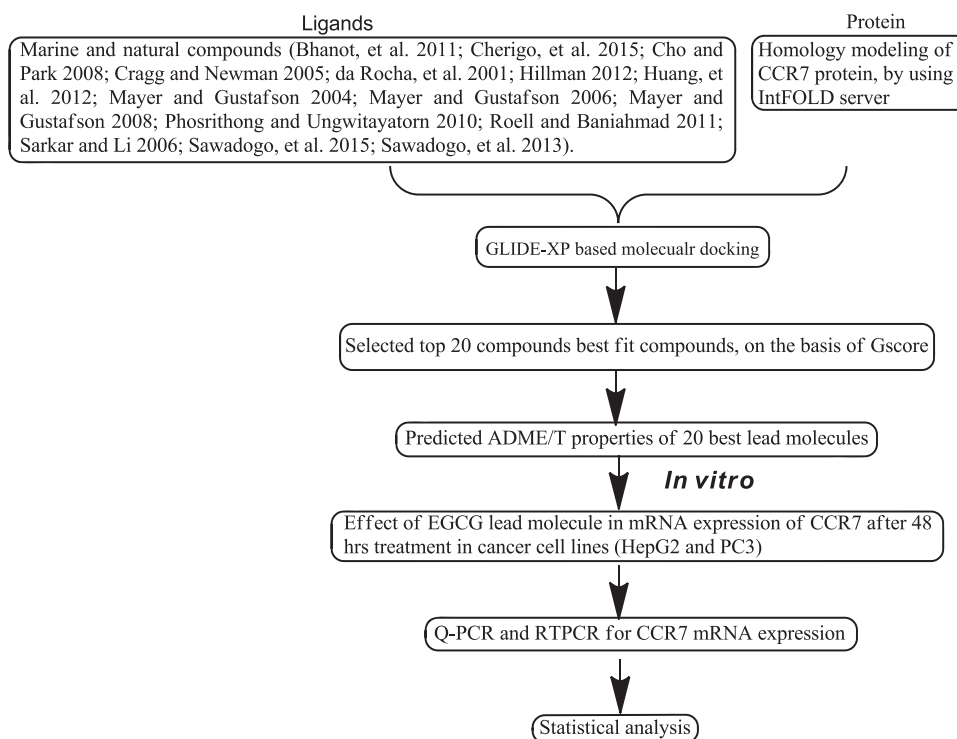 Ligands
Marine and natural compounds (Bhanot, et al. 2011; Cherigo, et al. 2015; Cho and
Park 2008; Cragg and Newman 2005; da Rocha, et al. 2001; Hillman 2012; Huang, et
al. 2012; Mayer and Gustafson 2004; Mayer and Gustafson 2006; Mayer and
Gustafson 2008; Phosrithong and Ungwitayatorn 2010; Roell and Baniahmad 2011;
Sarkar and Li 2006; Sawadogo, et al. 2015; Sawadogo, et al. 2013).
Protein
Homology modeling of
CCR7 protein, by using
IntFOLD server
GLIDE-XP based molecualr docking
Selected top 20 compounds best fit compounds, on the basis of Gscore
Predicted ADME/T properties of 20 best lead molecules
In vitro
Effect of EGCG lead molecule in mRNA expression of CCR7 after 48
hrs treatment in cancer cell lines (HepG2 and PC3)
Q-PCR and RTPCR for CCR7 mRNA expression
Statistical analysis